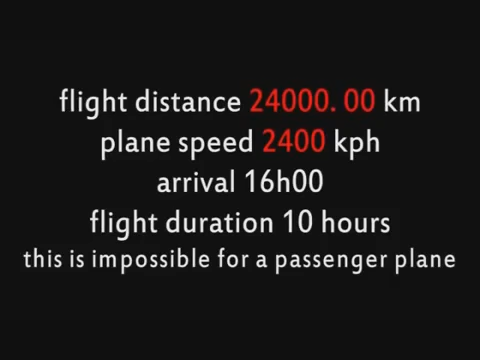 flight distance 24000. 00 km
plane speed 2400 kph
arrival 16h00
flight duration 10 hours
this is impossible for a passenger plane